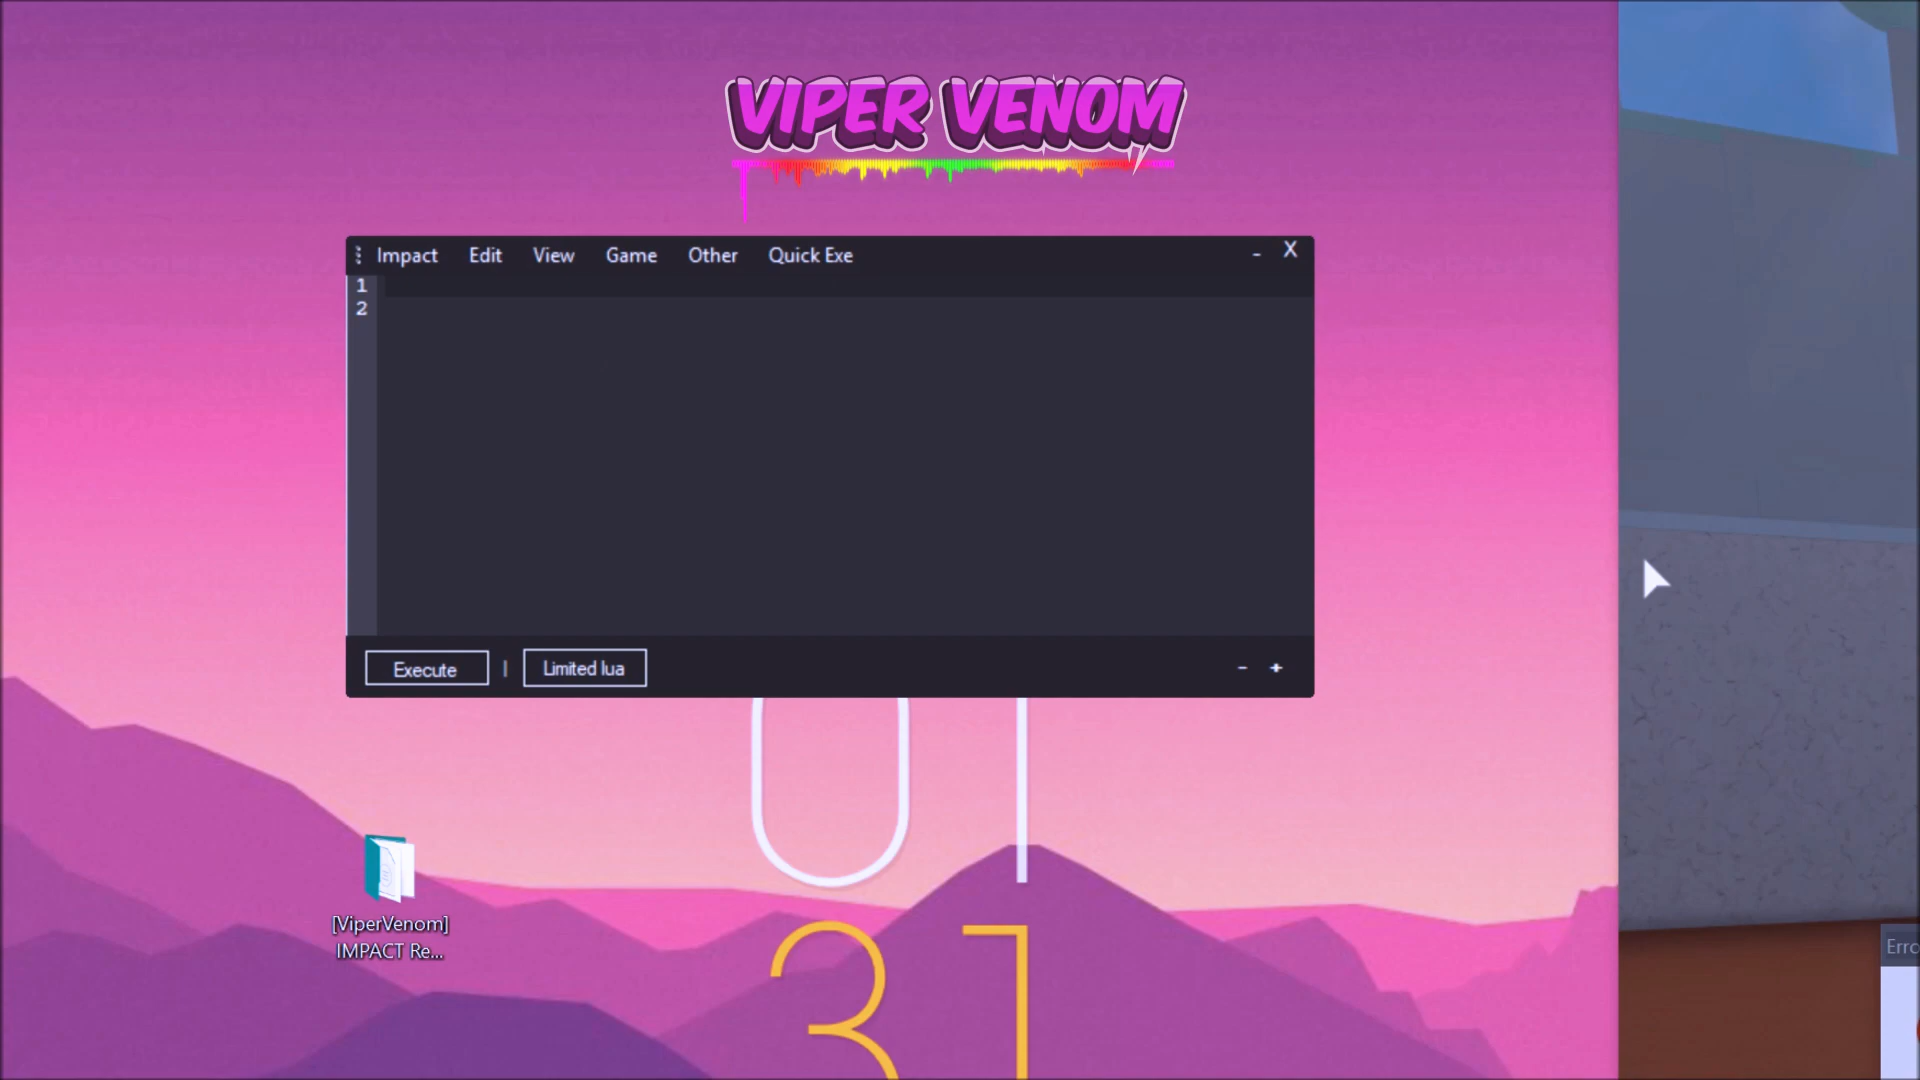 VIPER VENOM
Impact Edit View Game Other Quick Exe - X
1
2
Execute | Limited lua - +
01
31
[ViperVenom]
IMPACT Re...
Erro